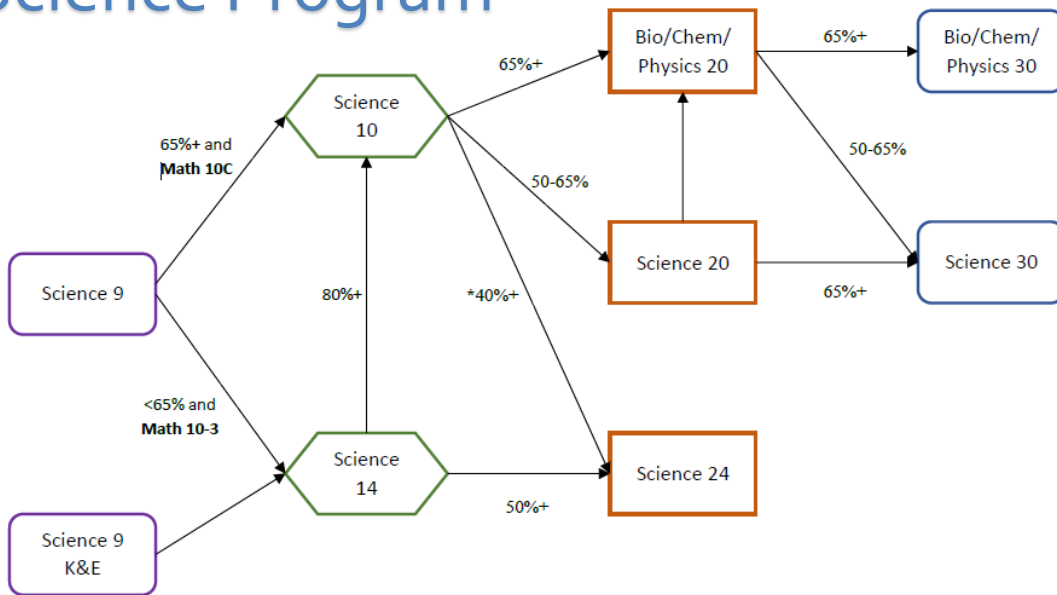 Science Program
Bio/Chem/
Physics 20
65%+
Bio/Chem/
Physics 30
65%+
Science
10
65%+ and
Math 10C
50-65%
50-65%
Science 9
80%+
*40%+
Science 20
65%+
Science 30
<65% and
Math 10-3
Science
14
50%+
Science 24
Science 9
K&E